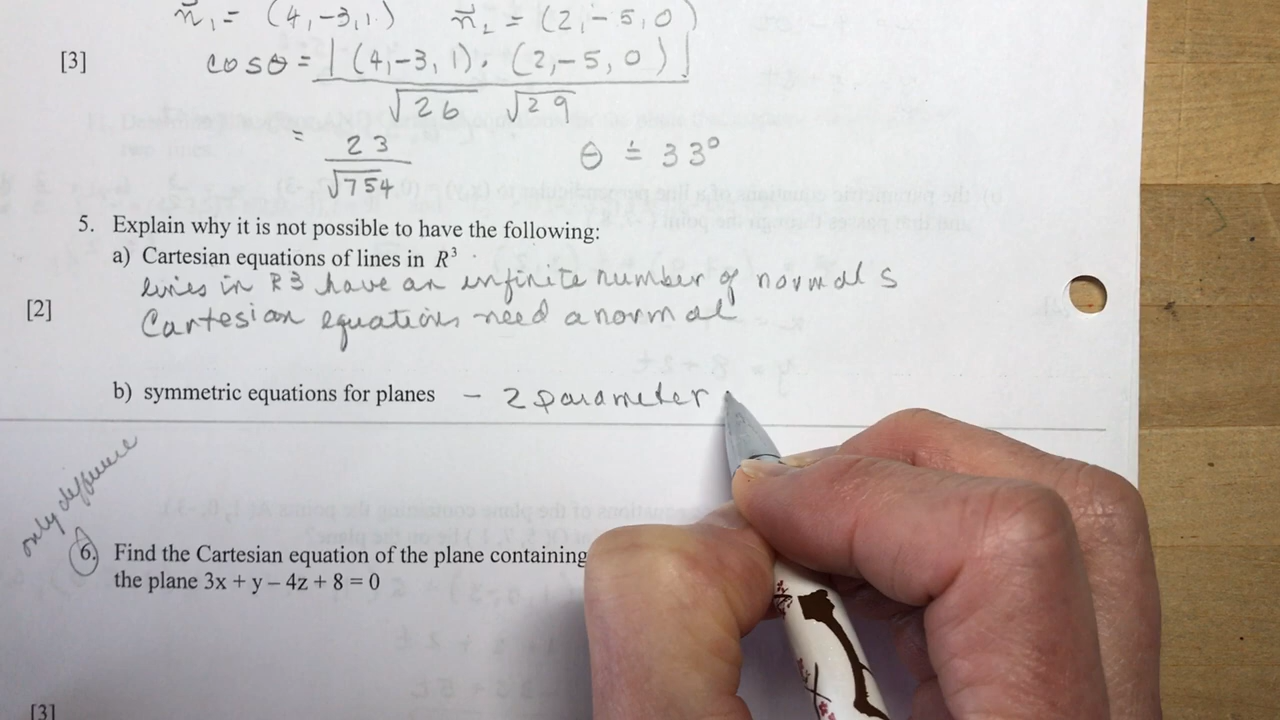 n⃗₁ = (4,-3,1) n⃗₂ = (2,-5,0)
[3] cosθ = |(4,-3,1)·(2,-5,0)|
√26 √29
= 23
√754
θ ≐ 33°
5. Explain why it is not possible to have the following:
a) Cartesian equations of lines in R³
lines in R3 have an infinite number of normals
[2] Cartesian equations need a normal
b) symmetric equations for planes - 2 parameter
only difference
6. Find the Cartesian equation of the plane containing
the plane 3x + y – 4z + 8 = 0
[3]